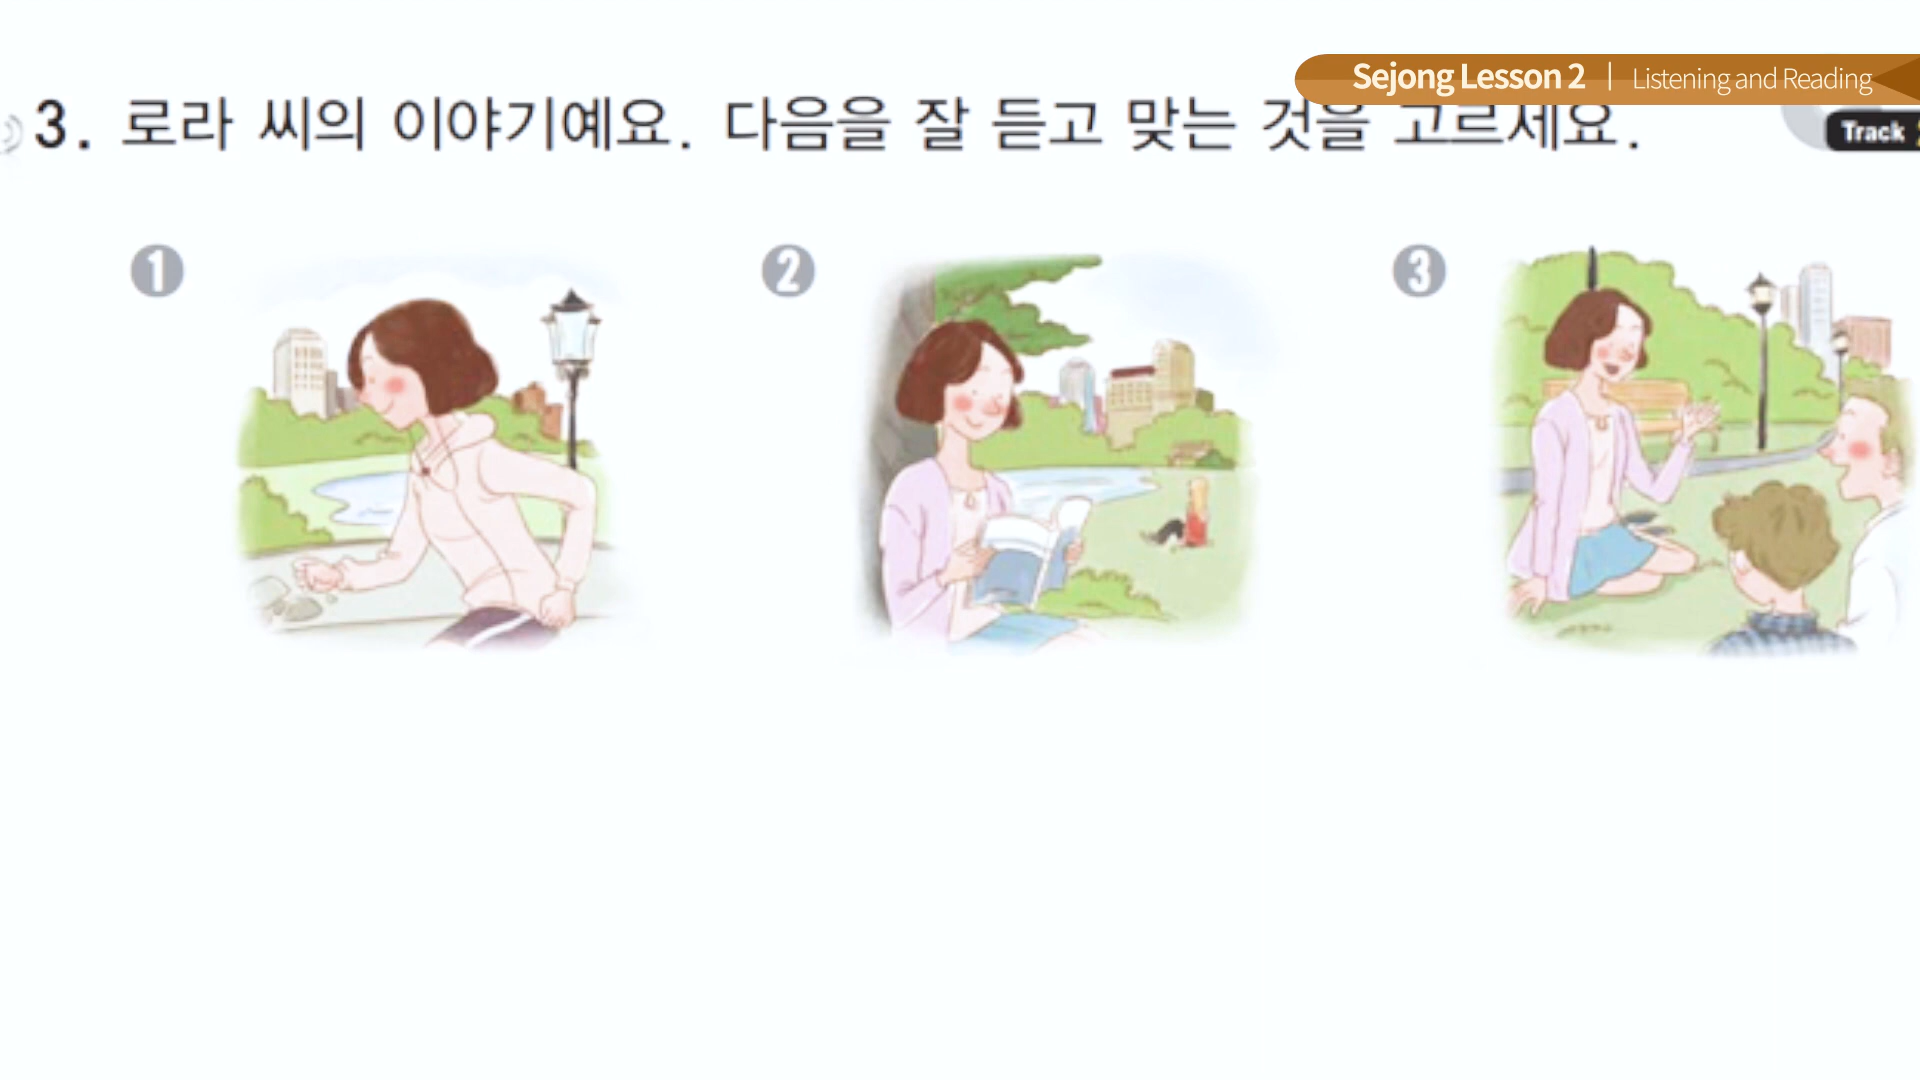 Sejong Lesson 2 | Listening and Reading
3. 로라 씨의 이야기예요. 다음을 잘 듣고 맞는 것을 고르세요.
Track
1
2
3